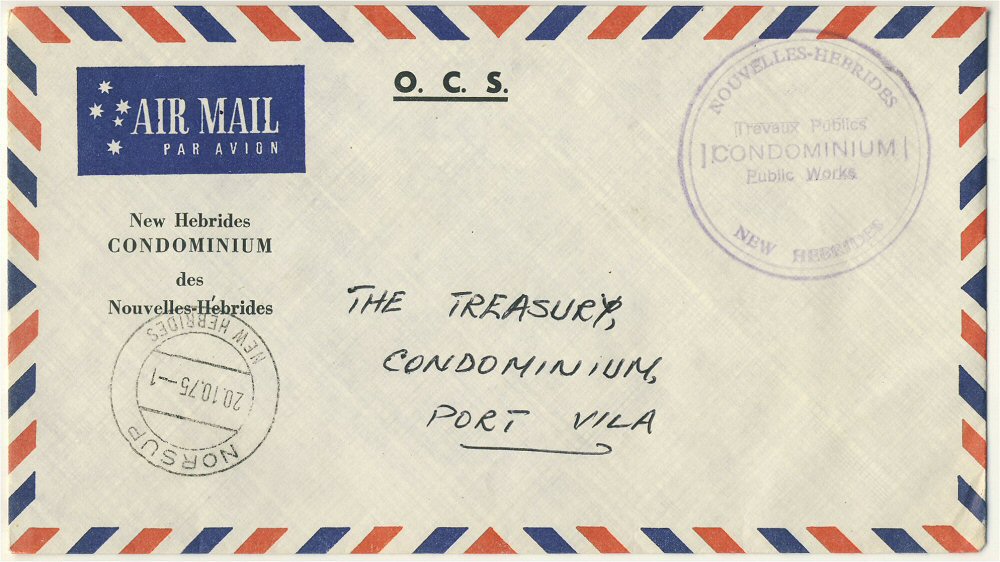 O. C. S.
AIR MAIL
PAR AVION
NOUVELLES-HEBRIDES
Travaux Publics
CONDOMINIUM
Public Works
NEW HEBRIDES
New Hebrides
CONDOMINIUM
des
Nouvelles-Hébrides
THE TREASURY,
CONDOMINIUM,
PORT VILA
NEW HEBRIDES
20.10.75-1
NORSUP